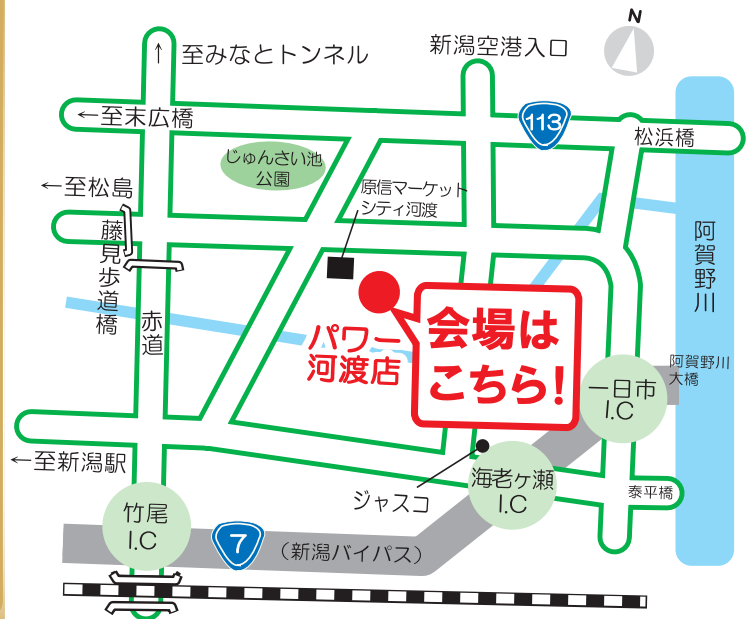 N
↑至みなとトンネル
新潟空港入口
←至末広橋
113
松浜橋
じゅんさい池
公園
←至松島
原信マーケット
シティ河渡
藤見歩道橋
阿賀野川
赤道
パワー
河渡店
会場は
こちら!
阿賀野川
大橋
一日市
I.C
←至新潟駅
ジャスコ
海老ヶ瀬
I.C
泰平橋
竹尾
I.C
7
(新潟バイパス)